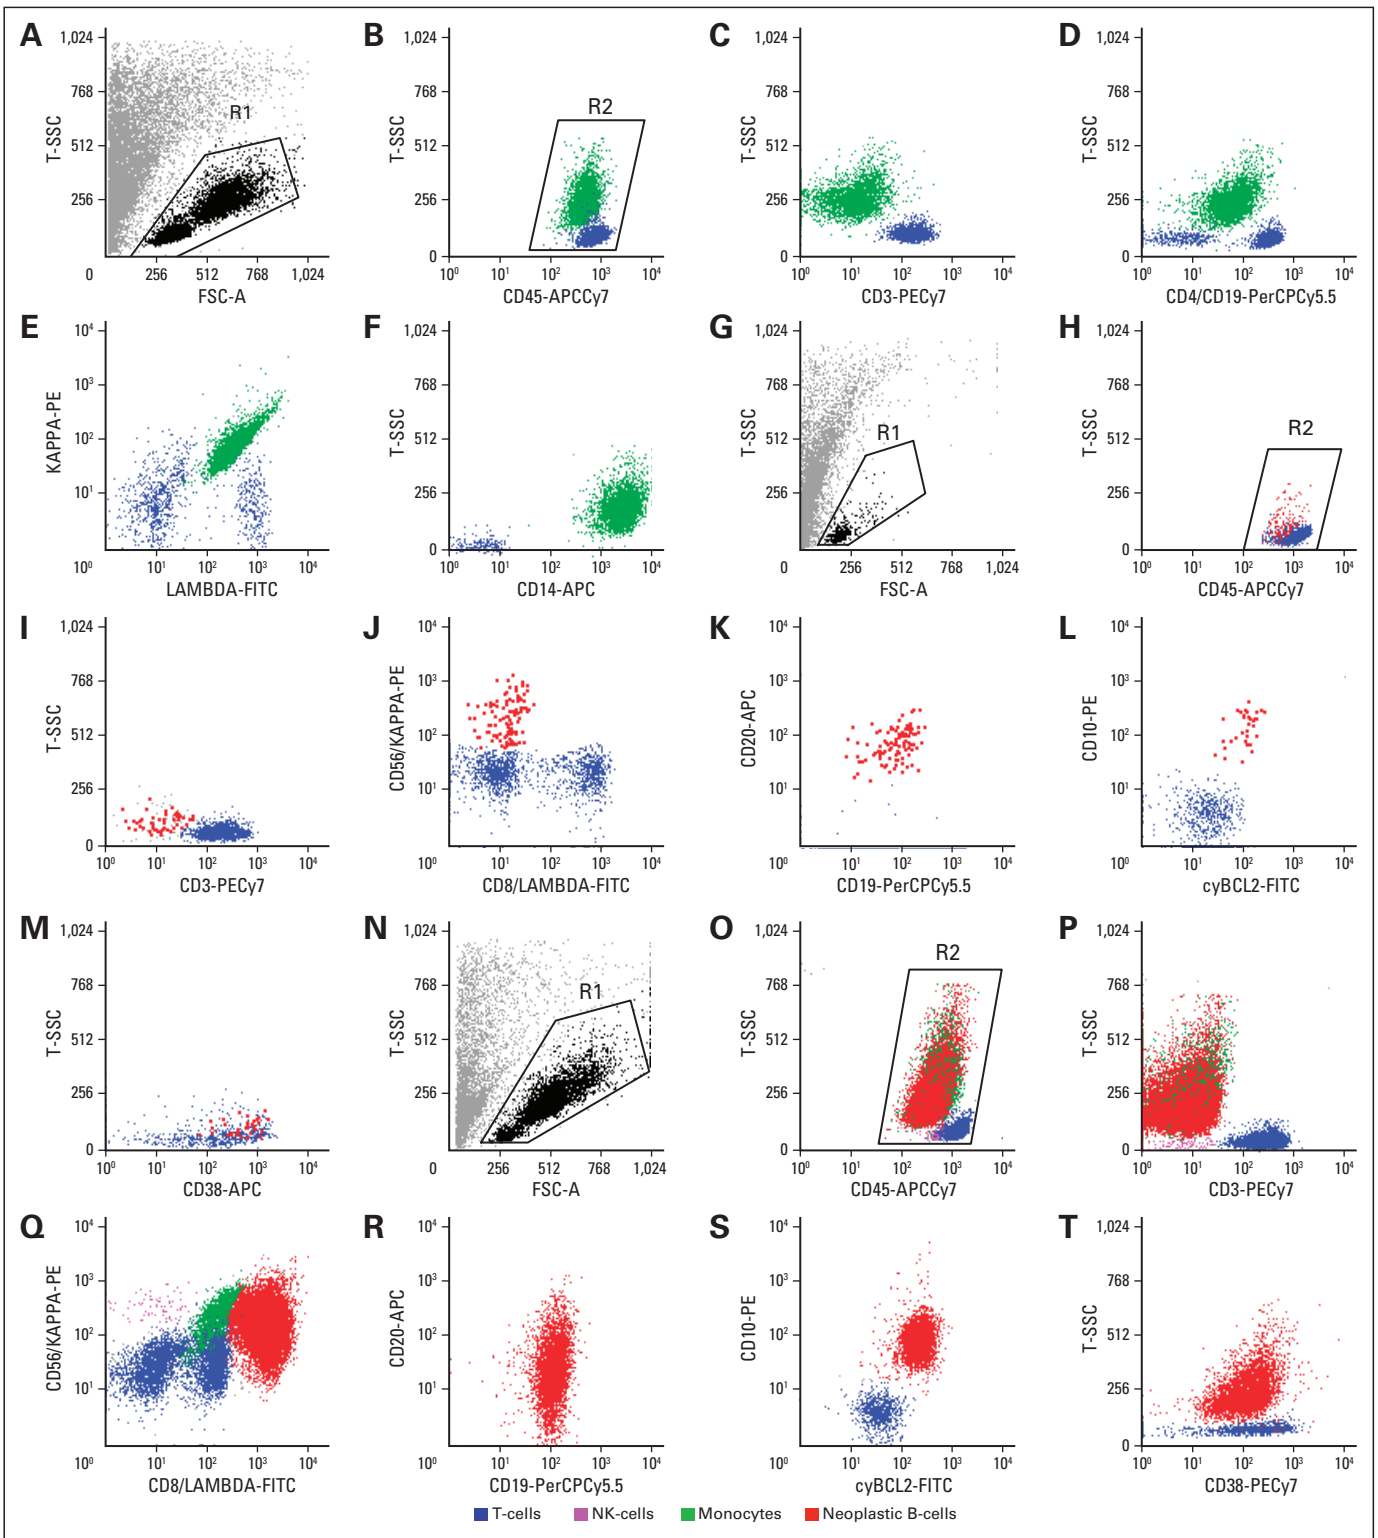 A
1,024
768
512
256
0
T-SSC
R1
256
512
768
1,024
FSC-A
B
1,024
768
512
256
0
T-SSC
R2
10⁰
10¹
10²
10³
10⁴
CD45-APCCy7
C
1,024
768
512
256
0
T-SSC
10⁰
10¹
10²
10³
10⁴
CD3-PECy7
D
1,024
768
512
256
0
T-SSC
10⁰
10¹
10²
10³
10⁴
CD4/CD19-PerCPCy5.5
E
10⁴
10³
10²
10¹
KAPPA-PE
10⁰
10¹
10²
10³
10⁴
LAMBDA-FITC
F
1,024
768
512
256
0
T-SSC
10⁰
10¹
10²
10³
10⁴
CD14-APC
G
1,024
768
512
256
0
T-SSC
R1
0
256
512
768
1,024
FSC-A
H
1,024
768
512
256
0
T-SSC
R2
10⁰
10¹
10²
10³
10⁴
CD45-APCCy7
I
1,024
768
512
256
0
T-SSC
10⁰
10¹
10²
10³
10⁴
CD3-PECy7
J
10⁴
10³
10²
10¹
CD56/KAPPA-PE
10⁰
10¹
10²
10³
10⁴
CD8/LAMBDA-FITC
K
10⁴
10³
10²
10¹
CD20-APC
10⁰
10¹
10²
10³
10⁴
CD19-PerCPCy5.5
L
10⁴
10³
10²
10¹
CD10-PE
10⁰
10¹
10²
10³
10⁴
cyBCL2-FITC
M
1,024
768
512
256
0
T-SSC
10⁰
10¹
10²
10³
10⁴
CD38-APC
N
1,024
768
512
256
T-SSC
R1
0
256
512
768
1,024
FSC-A
O
1,024
768
512
256
0
T-SSC
R2
10⁰
10¹
10²
10³
10⁴
CD45-APCCy7
P
1,024
768
512
256
0
T-SSC
10⁰
10¹
10²
10³
10⁴
CD3-PECy7
Q
10⁴
10³
10²
10¹
CD56/KAPPA-PE
10⁰
10¹
10²
10³
10⁴
CD8/LAMBDA-FITC
R
10⁴
10³
10²
10¹
CD20-APC
10⁰
10¹
10²
10³
10⁴
CD19-PerCPCy5.5
S
10⁴
10³
10²
10¹
CD10-PE
10⁰
10¹
10²
10³
10⁴
cyBCL2-FITC
T
1,024
768
512
256
0
T-SSC
10⁰
10¹
10²
10³
10⁴
CD38-PECy7
T-cells NK-cells Monocytes Neoplastic B-cells